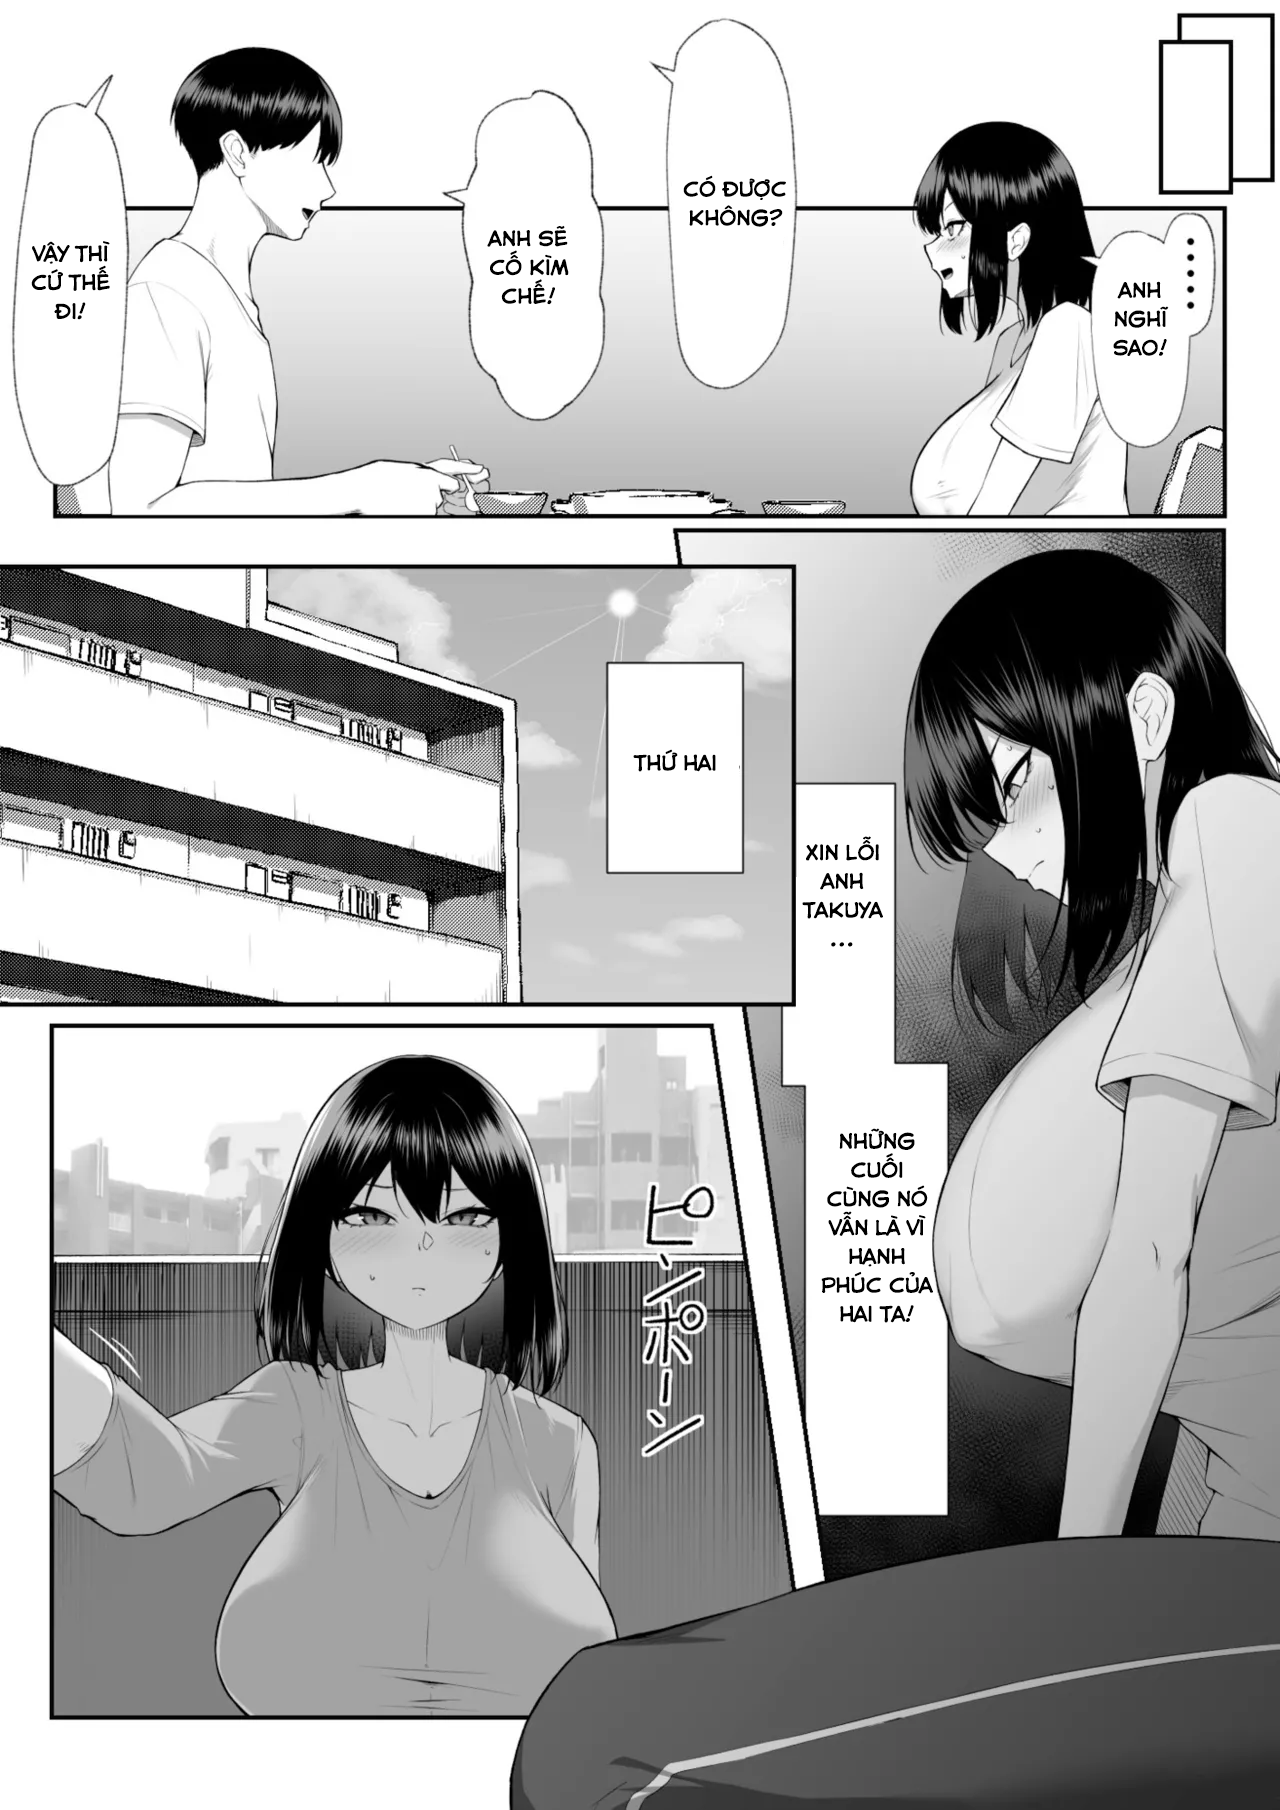 .....
ANH
NGHĨ
SAO!
CÓ ĐƯỢC
KHÔNG?
ANH SẼ
CỐ KÌM
CHẾ!
VẬY THÌ
CỨ THẾ
ĐI!
XIN LỖI
ANH
TAKUYA
...
NHỮNG
CUỐI
CÙNG NÓ
VẪN LÀ VÌ
HẠNH
PHÚC CỦA
HAI TA!
THỨ HAI
ピンポーン